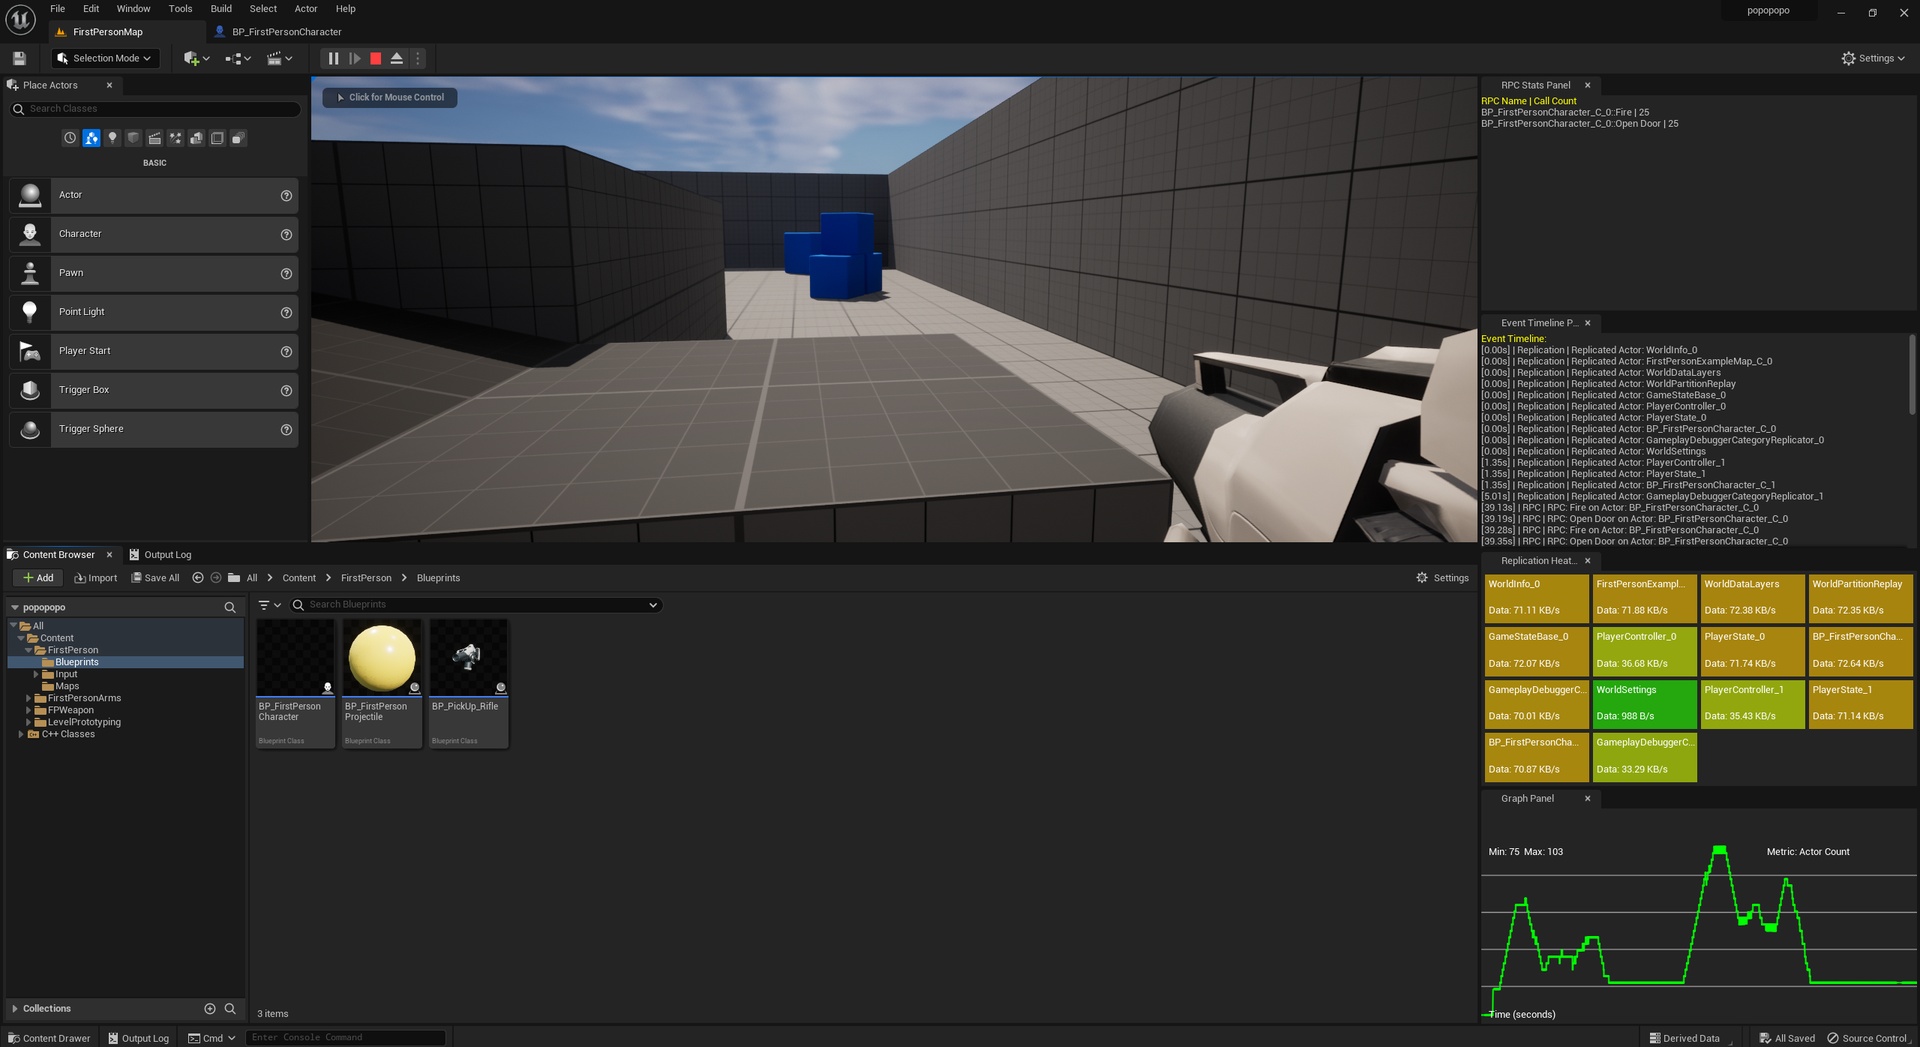 File Edit Window Tools Build Select Actor Help
popopopo
FirstPersonMap
BP_FirstPersonCharacter
Selection Mode
Settings
Place Actors
Search Classes
BASIC
Actor
Character
Pawn
Point Light
Player Start
Trigger Box
Trigger Sphere
Click for Mouse Control
RPC Stats Panel
RPC Name | Call Count
BP_FirstPersonCharacter_C_0::Fire | 25
BP_FirstPersonCharacter_C_0::Open Door | 25
Event Timeline P...
Event Timeline:
[0.00s] | Replication | Replicated Actor: WorldInfo_0
[0.00s] | Replication | Replicated Actor: FirstPersonExampleMap_C_0
[0.00s] | Replication | Replicated Actor: WorldDataLayers
[0.00s] | Replication | Replicated Actor: WorldPartitionReplay
[0.00s] | Replication | Replicated Actor: GameStateBase_0
[0.00s] | Replication | Replicated Actor: PlayerController_0
[0.00s] | Replication | Replicated Actor: PlayerState_0
[0.00s] | Replication | Replicated Actor: BP_FirstPersonCharacter_C_0
[0.00s] | Replication | Replicated Actor: GameplayDebuggerCategoryReplicator_0
[0.00s] | Replication | Replicated Actor: WorldSettings
[1.35s] | Replication | Replicated Actor: PlayerController_1
[1.35s] | Replication | Replicated Actor: PlayerState_1
[1.35s] | Replication | Replicated Actor: BP_FirstPersonCharacter_C_1
[5.01s] | Replication | Replicated Actor: GameplayDebuggerCategoryReplicator_1
[39.13s] | RPC | RPC: Fire on Actor: BP_FirstPersonCharacter_C_0
[39.19s] | RPC | RPC: Open Door on Actor: BP_FirstPersonCharacter_C_0
[39.28s] | RPC | RPC: Fire on Actor: BP_FirstPersonCharacter_C_0
[39.35s] | RPC | RPC: Open Door on Actor: BP_FirstPersonCharacter_C_0
Content Browser
Output Log
Add
Import
Save All
All
Content
FirstPerson
Blueprints
Settings
popopopo
All
Content
FirstPerson
Blueprints
Input
Maps
FirstPersonArms
FPWeapon
LevelPrototyping
C++ Classes
Collections
Search Blueprints
BP_FirstPerson
Character
Blueprint Class
BP_FirstPerson
Projectile
Blueprint Class
BP_PickUp_Rifle
Blueprint Class
3 items
Replication Heat...
WorldInfo_0
Data: 71.11 KB/s
FirstPersonExampl...
Data: 71.88 KB/s
WorldDataLayers
Data: 72.38 KB/s
WorldPartitionReplay
Data: 72.35 KB/s
GameStateBase_0
Data: 72.07 KB/s
PlayerController_0
Data: 36.68 KB/s
PlayerState_0
Data: 71.74 KB/s
BP_FirstPersonCha...
Data: 72.64 KB/s
GameplayDebuggerC...
Data: 70.01 KB/s
WorldSettings
Data: 988 B/s
PlayerController_1
Data: 35.43 KB/s
PlayerState_1
Data: 71.14 KB/s
BP_FirstPersonCha...
Data: 70.87 KB/s
GameplayDebuggerC...
Data: 33.29 KB/s
Graph Panel
Min: 75 Max: 103
Metric: Actor Count
Time (seconds)
Content Drawer
Output Log
Cmd
Enter Console Command
Derived Data
All Saved
Source Control